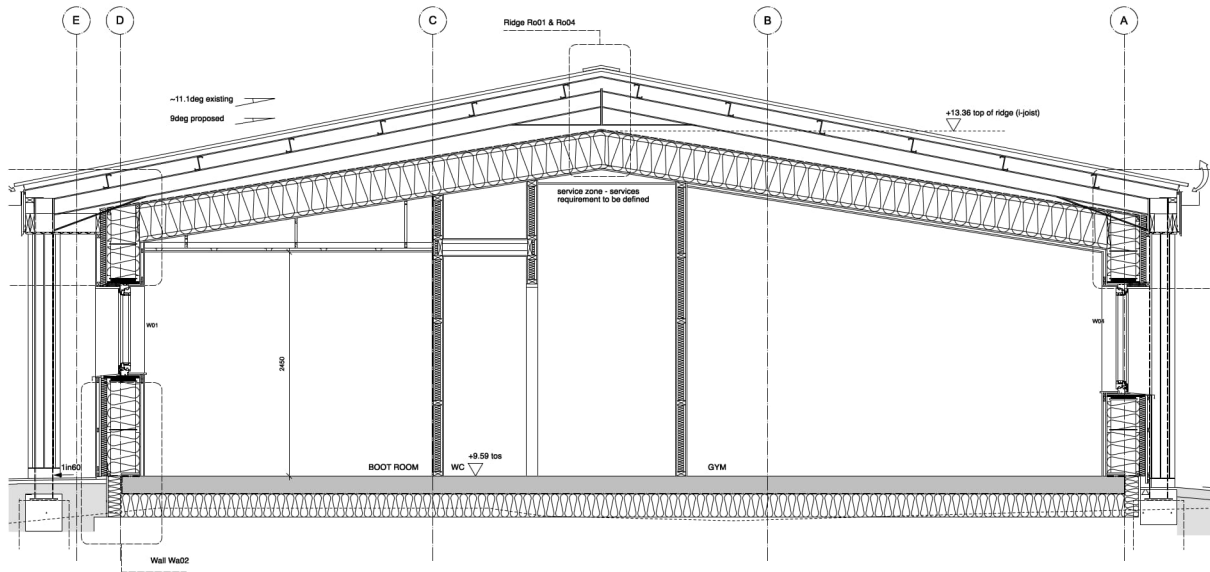 E
D
C
B
A
Ridge Ro01 & Ro04
~11.1deg existing
9deg proposed
+13.36 top of ridge (i-joist)
service zone - services
requirement to be defined
W01
W04
2450
1in60
BOOT ROOM
WC
+9.59 tos
GYM
Wall Wa02